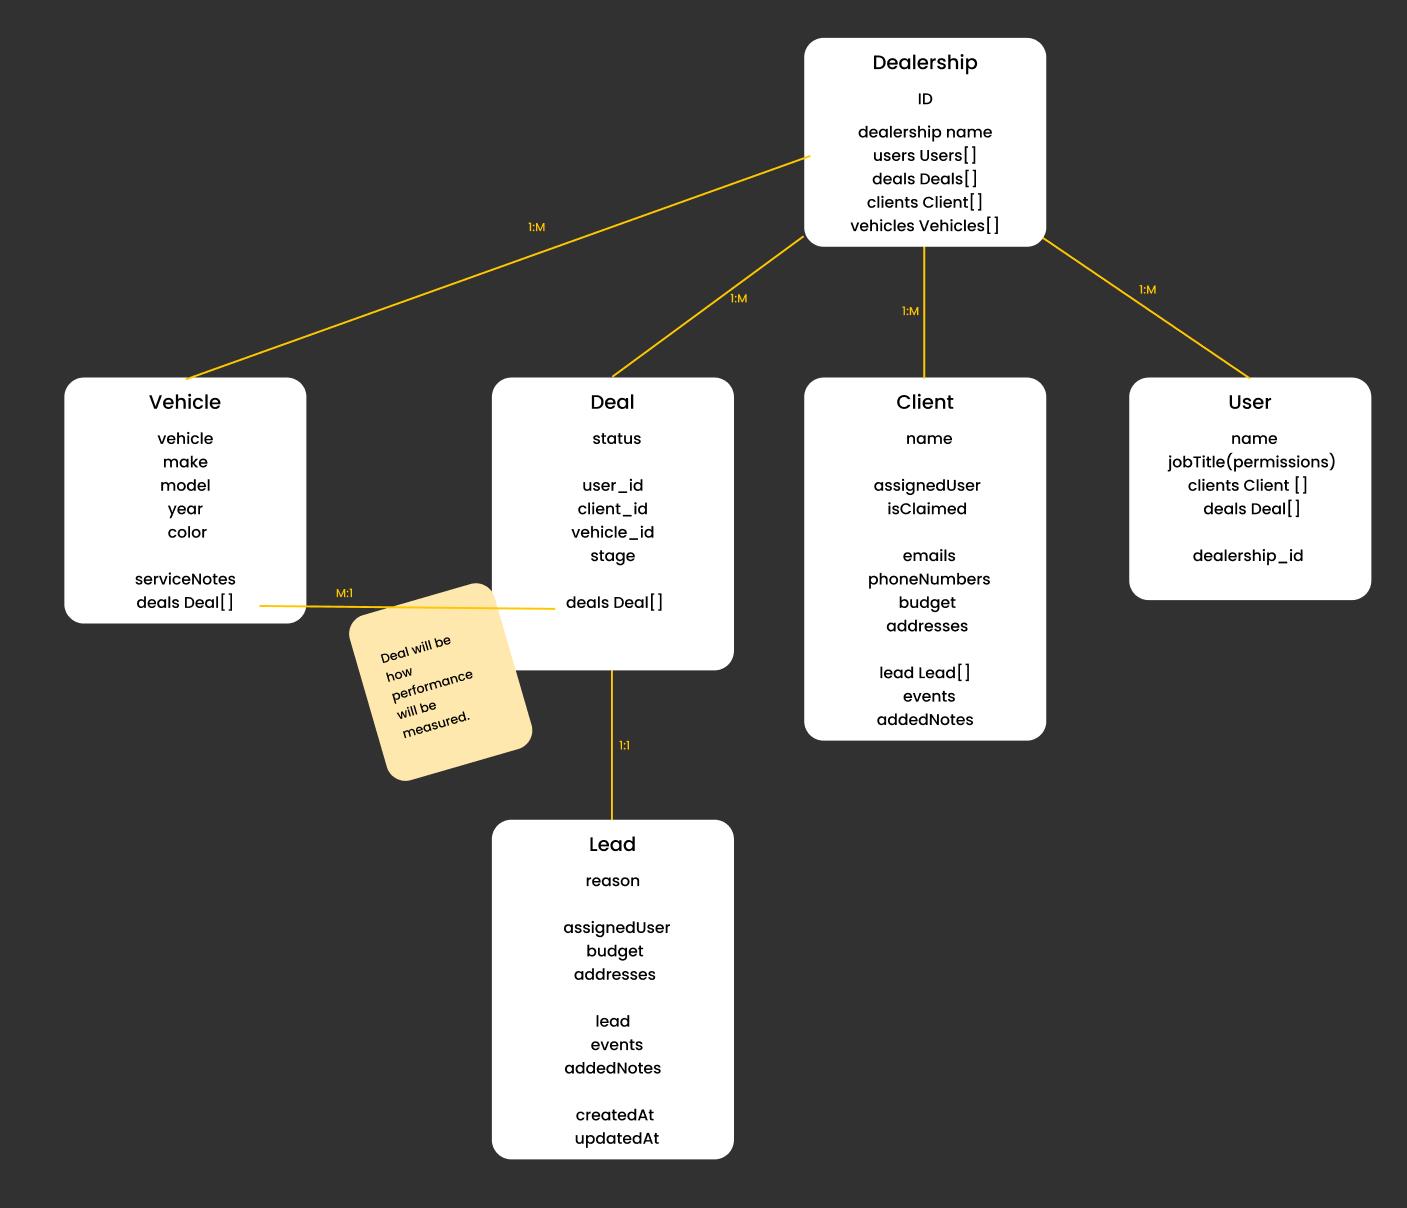 Dealership
ID
dealership name
users Users[]
deals Deals[]
clients Client[]
vehicles Vehicles[]
1:M
1:M
1:M
1:M
Vehicle
vehicle
make
model
year
color
serviceNotes
deals Deal[]
M:1
Deal
status
user_id
client_id
vehicle_id
stage
deals Deal[]
Client
name
assignedUser
isClaimed
emails
phoneNumbers
budget
addresses
lead Lead[]
events
addedNotes
User
name
jobTitle(permissions)
clients Client []
deals Deal[]
dealership_id
Deal will be
how
performance
will be
measured.
1:1
Lead
reason
assignedUser
budget
addresses
lead
events
addedNotes
createdAt
updatedAt